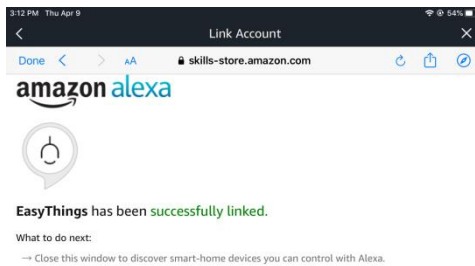 3:12 PM Thu Apr 9 54%
Link Account
Done AA skills-store.amazon.com
amazon alexa
EasyThings has been successfully linked.
What to do next:
→ Close this window to discover smart-home devices you can control with Alexa.